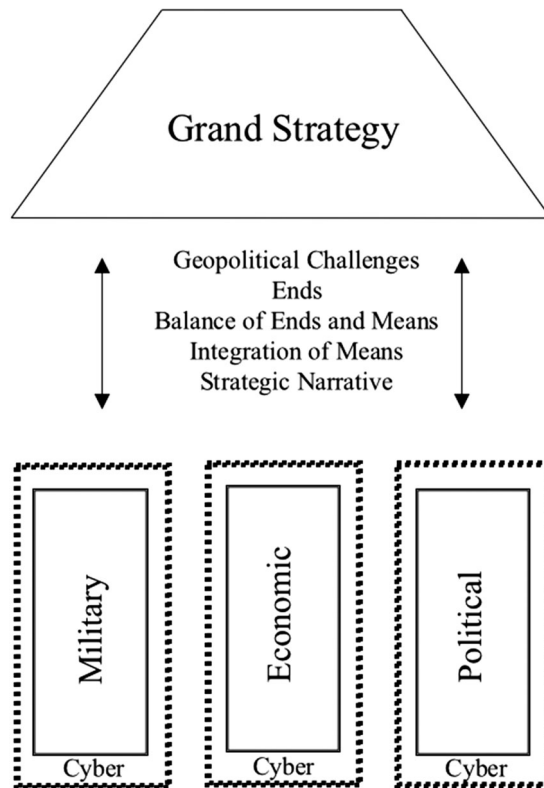 Grand Strategy
Geopolitical Challenges
Ends
Balance of Ends and Means
Integration of Means
Strategic Narrative
Military
Economic
Political
Cyber
Cyber
Cyber